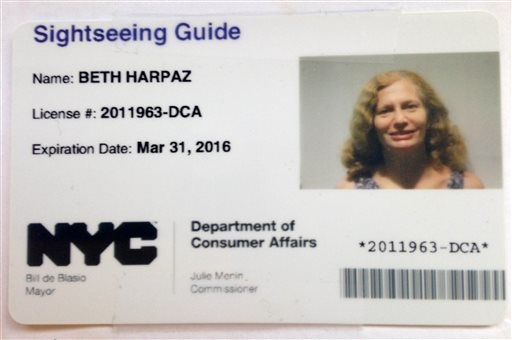 Sightseeing Guide
Name: BETH HARPAZ
License #: 2011963-DCA
Expiration Date: Mar 31, 2016
NYC
Department of
Consumer Affairs
*2011963-DCA*
Bill de Blasio
Mayor
Julie Menin
Commissioner